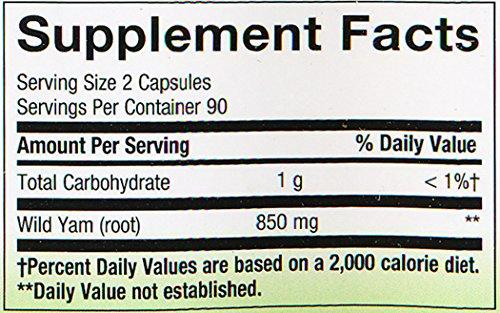 Supplement Facts
Serving Size 2 Capsules
Servings Per Container 90
Amount Per Serving % Daily Value
Total Carbohydrate 1 g < 1%†
Wild Yam (root) 850 mg **
†Percent Daily Values are based on a 2,000 calorie diet.
**Daily Value not established.